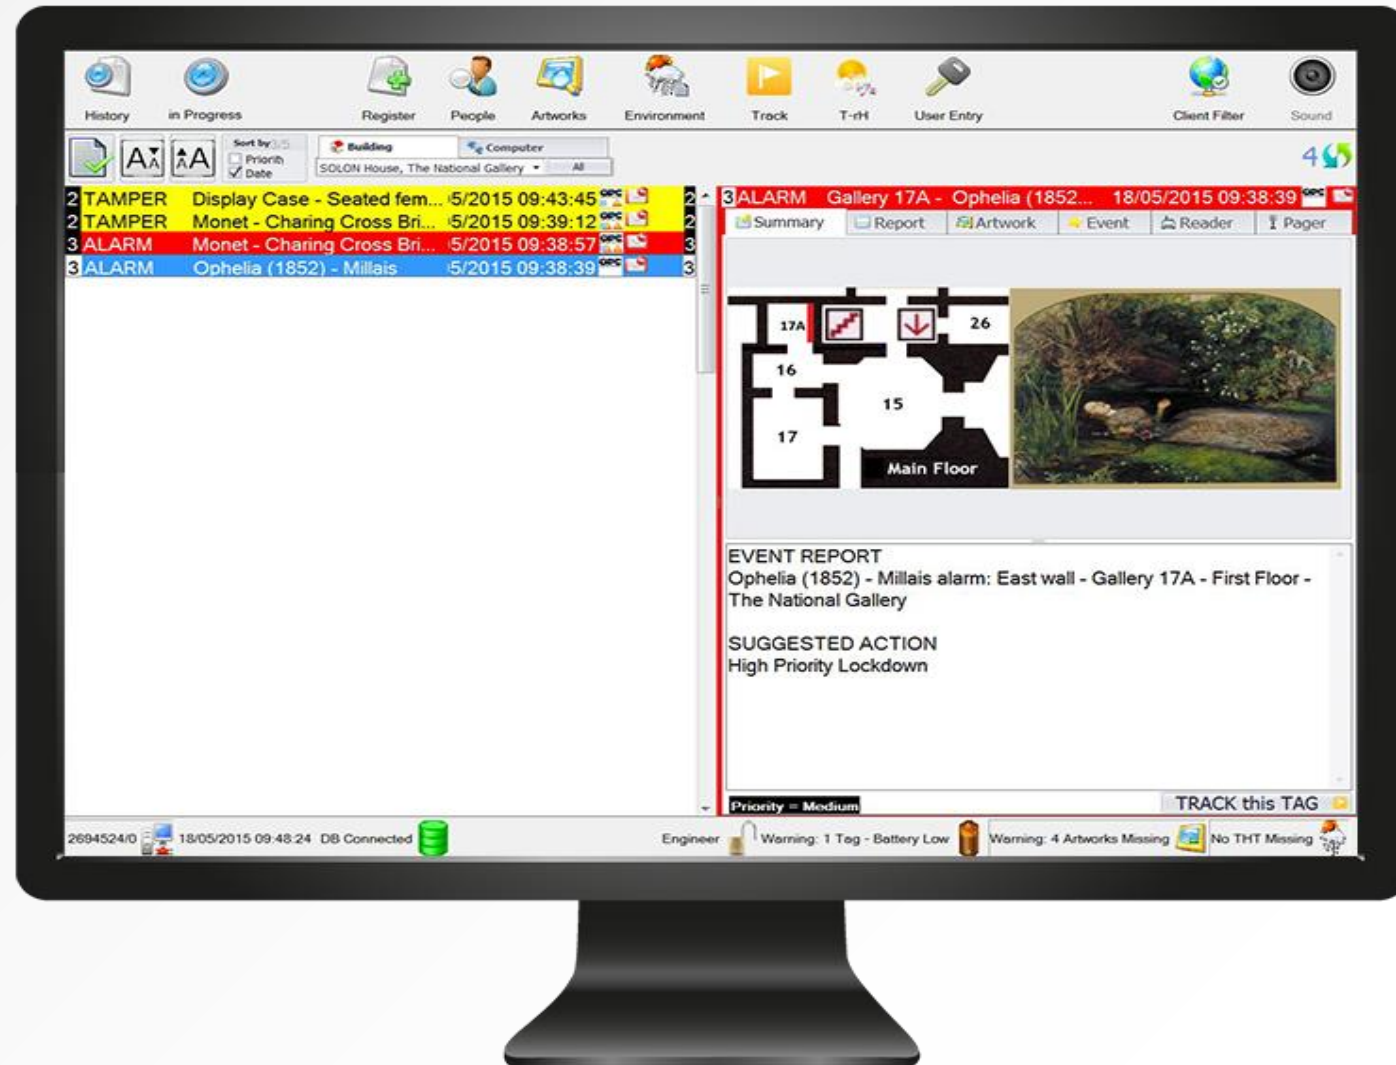 History in Progress Register People Artworks Environment Track T-rH User Entry Client Filter Sound
Sort by 3/5
Priority
Date
Building Computer
SOLON House, The National Gallery All
4
2 TAMPER Display Case - Seated fem... 5/2015 09:43:45 2
2 TAMPER Monet - Charing Cross Bri... 5/2015 09:39:12 2
3 ALARM Monet - Charing Cross Bri... 5/2015 09:38:57 3
3 ALARM Ophelia (1852) - Millais 5/2015 09:38:39 3
3 ALARM Gallery 17A - Ophelia (1852... 18/05/2015 09:38:39
Summary Report Artwork Event Reader Pager
17A 26
16
15
17
Main Floor
EVENT REPORT
Ophelia (1852) - Millais alarm: East wall - Gallery 17A - First Floor -
The National Gallery
SUGGESTED ACTION
High Priority Lockdown
Priority = Medium TRACK this TAG
2694524/0 18/05/2015 09:48:24 DB Connected Engineer Warning: 1 Tag - Battery Low Warning: 4 Artworks Missing No THT Missing